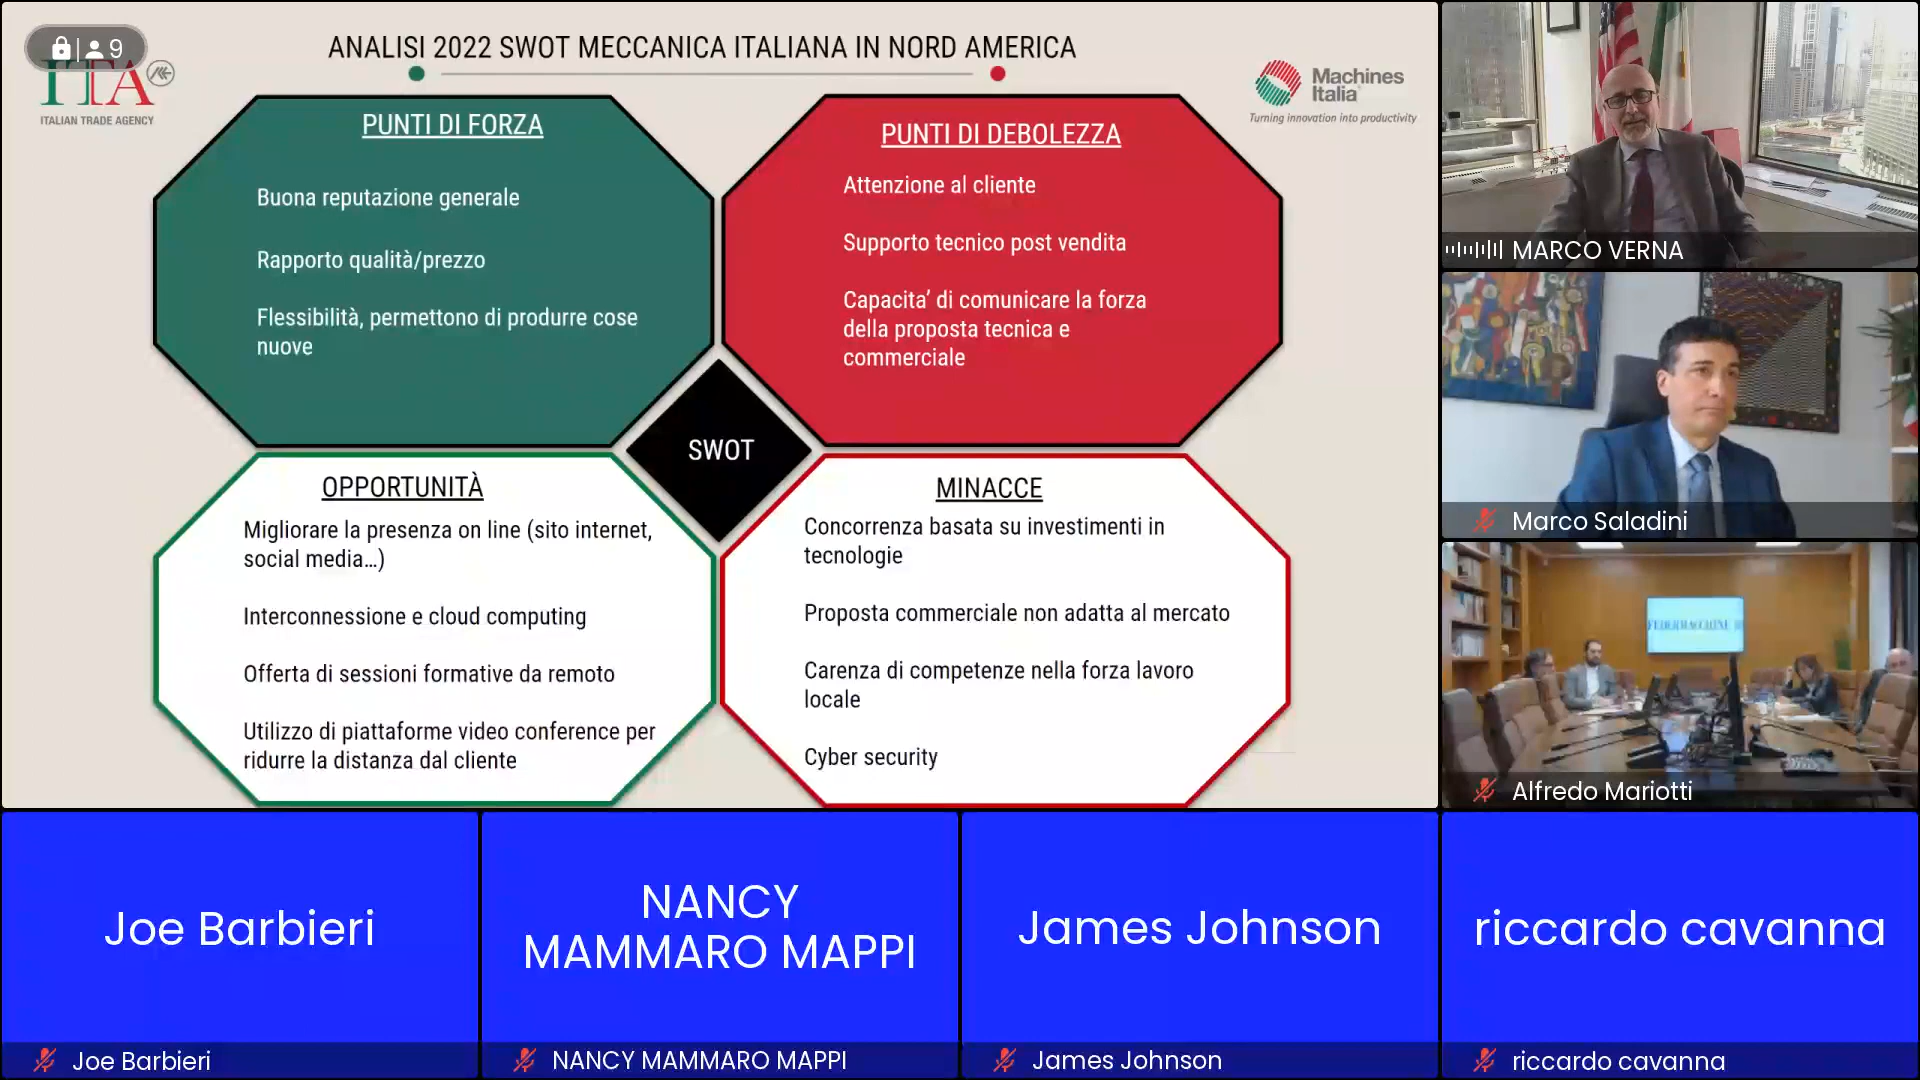 9
ITA
ITALIAN TRADE AGENCY
ANALISI 2022 SWOT MECCANICA ITALIANA IN NORD AMERICA
Machines
Italia
Turning innovation into productivity
PUNTI DI FORZA
Buona reputazione generale
Rapporto qualità/prezzo
Flessibilità, permettono di produrre cose
nuove
PUNTI DI DEBOLEZZA
Attenzione al cliente
Supporto tecnico post vendita
Capacita’ di comunicare la forza
della proposta tecnica e
commerciale
SWOT
OPPORTUNITÀ
Migliorare la presenza on line (sito internet,
social media…)
Interconnessione e cloud computing
Offerta di sessioni formative da remoto
Utilizzo di piattaforme video conference per
ridurre la distanza dal cliente
MINACCE
Concorrenza basata su investimenti in
tecnologie
Proposta commerciale non adatta al mercato
Carenza di competenze nella forza lavoro
locale
Cyber security
MARCO VERNA
Marco Saladini
FEDERMACCHINE
Alfredo Mariotti
Joe Barbieri
Joe Barbieri
NANCY
MAMMARO MAPPI
NANCY MAMMARO MAPPI
James Johnson
James Johnson
riccardo cavanna
riccardo cavanna